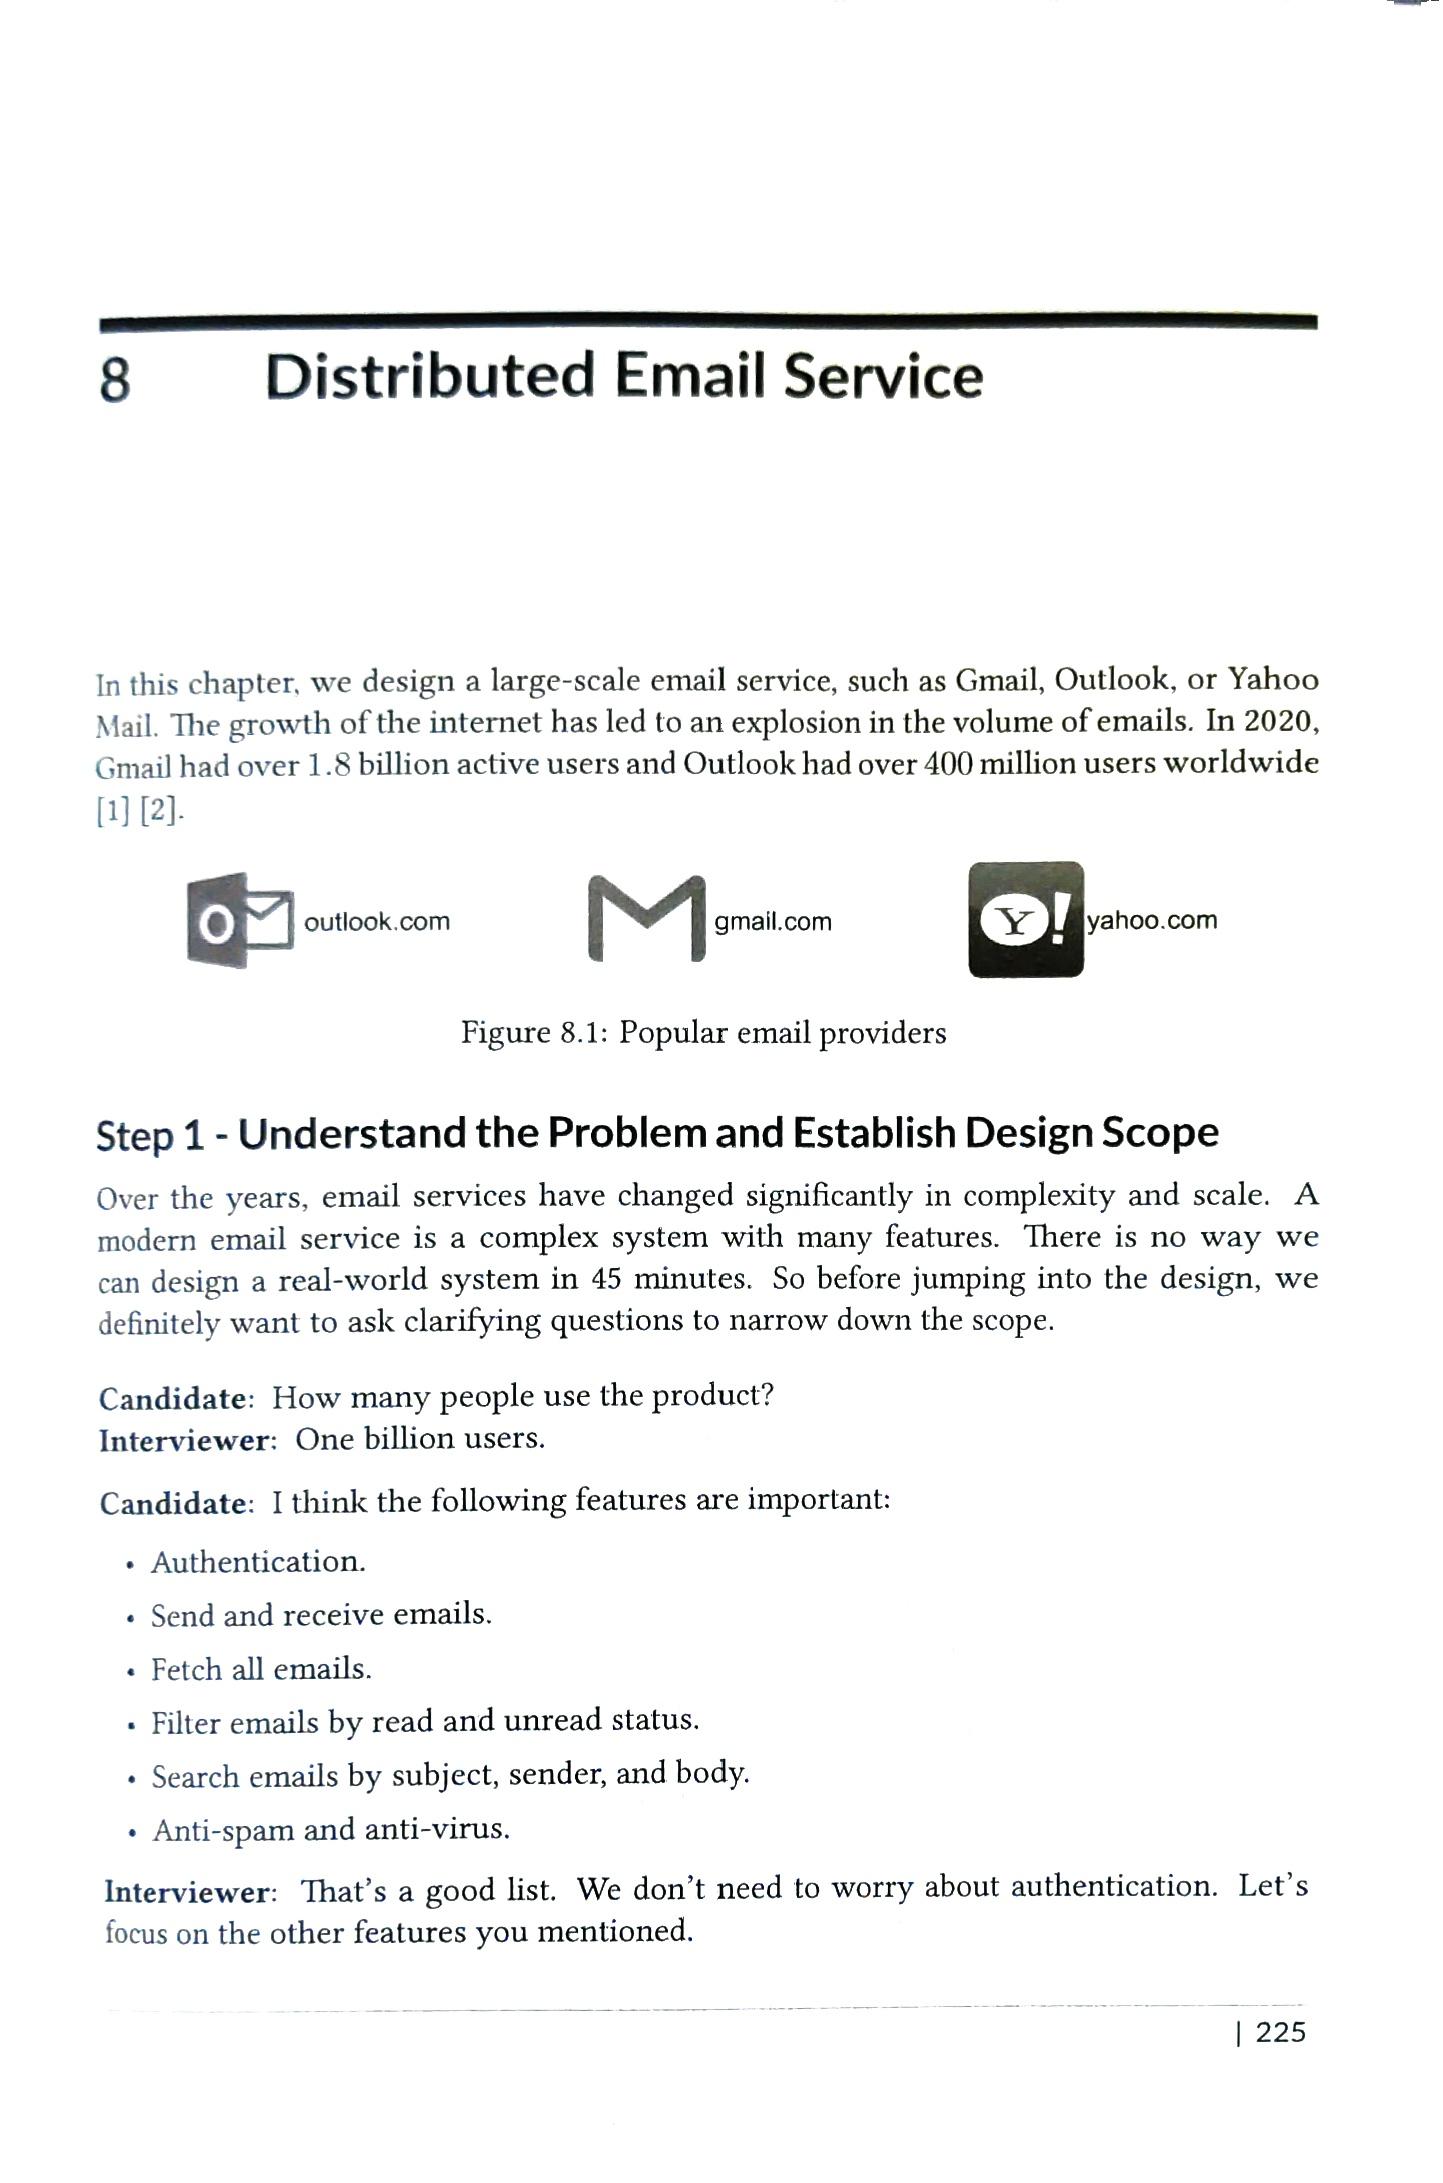 8 Distributed Email Service
In this chapter, we design a large-scale email service, such as Gmail, Outlook, or Yahoo
Mail. The growth of the internet has led to an explosion in the volume of emails. In 2020,
Gmail had over 1.8 billion active users and Outlook had over 400 million users worldwide
[1] [2].
O outlook.com gmail.com Y! yahoo.com
Figure 8.1: Popular email providers
Step 1 - Understand the Problem and Establish Design Scope
Over the years, email services have changed significantly in complexity and scale. A
modern email service is a complex system with many features. There is no way we
can design a real-world system in 45 minutes. So before jumping into the design, we
definitely want to ask clarifying questions to narrow down the scope.
Candidate: How many people use the product?
Interviewer: One billion users.
Candidate: I think the following features are important:
• Authentication.
• Send and receive emails.
• Fetch all emails.
• Filter emails by read and unread status.
• Search emails by subject, sender, and body.
• Anti-spam and anti-virus.
Interviewer: That's a good list. We don't need to worry about authentication. Let's
focus on the other features you mentioned.
| 225